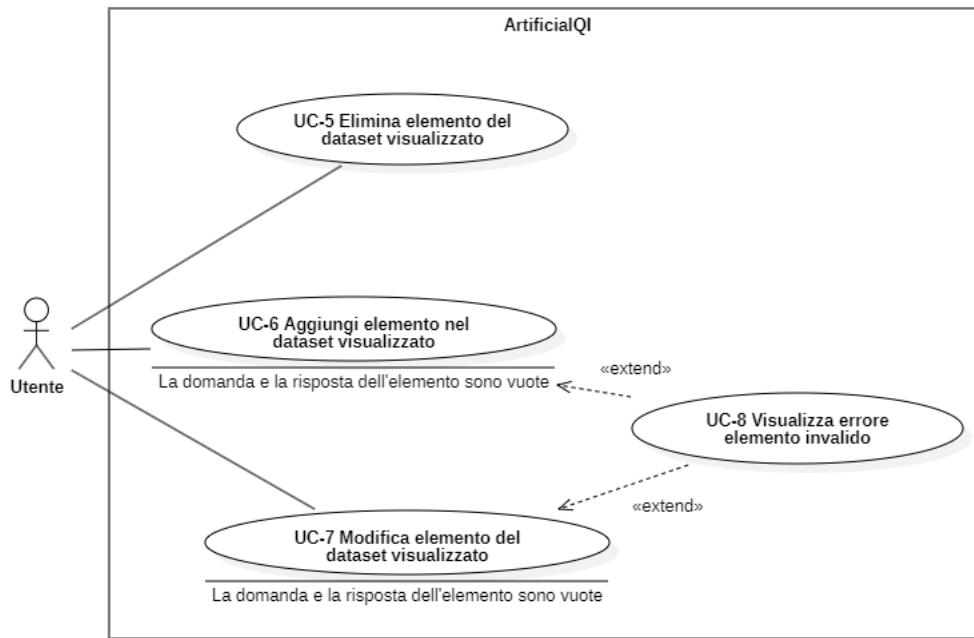 ArtificialQI
UC-5 Elimina elemento del
dataset visualizzato
UC-6 Aggiungi elemento nel
dataset visualizzato
La domanda e la risposta dell'elemento sono vuote
«extend»
Utente
UC-8 Visualizza errore
elemento invalido
«extend»
UC-7 Modifica elemento del
dataset visualizzato
La domanda e la risposta dell'elemento sono vuote